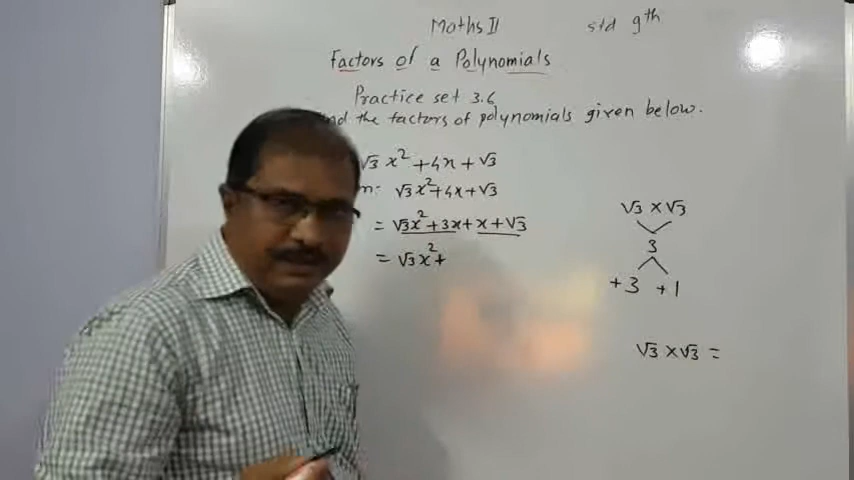 Maths II std 9th
Factors of a Polynomials
Practice set 3.6
the factors of polynomials given below.
√3 x² + 4x + √3
√3x² + 4x + √3
= √3x² + 3x + x + √3
= √3x² +
√3 × √3
3
+3 +1
√3 × √3 =